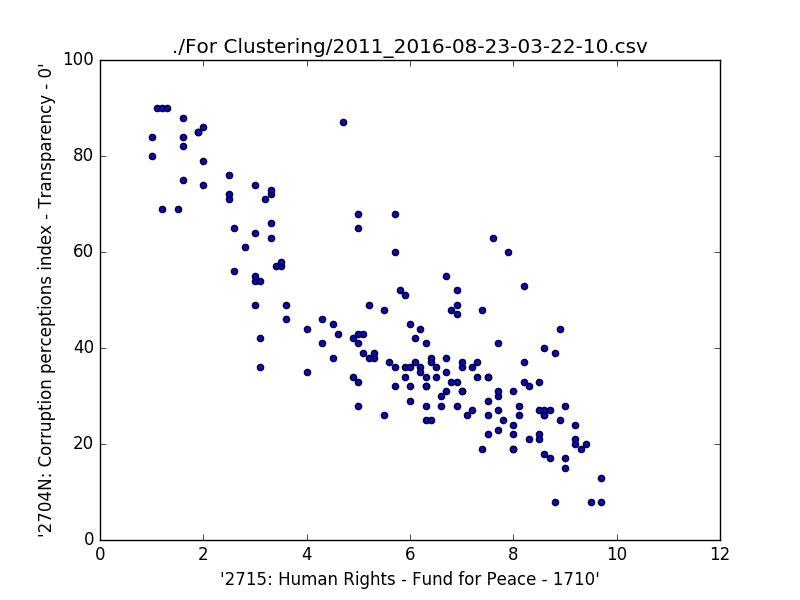 ./For Clustering/2011_2016-08-23-03-22-10.csv
100
80
60
40
20
0
'2704N: Corruption perceptions index - Transparency - 0'
0 2 4 6 8 10 12
'2715: Human Rights - Fund for Peace - 1710'